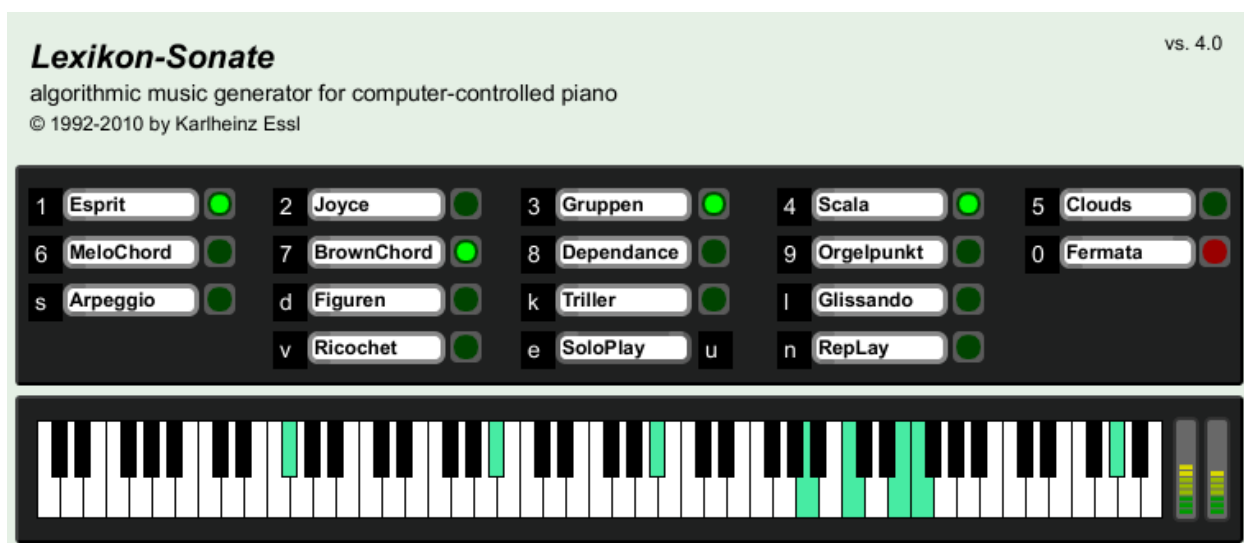 Lexikon-Sonate
vs. 4.0
algorithmic music generator for computer-controlled piano
© 1992-2010 by Karlheinz Essl
1 Esprit 2 Joyce 3 Gruppen 4 Scala 5 Clouds
6 MeloChord 7 BrownChord 8 Dependance 9 Orgelpunkt 0 Fermata
s Arpeggio d Figuren k Triller l Glissando
v Ricochet e SoloPlay u n RepLay